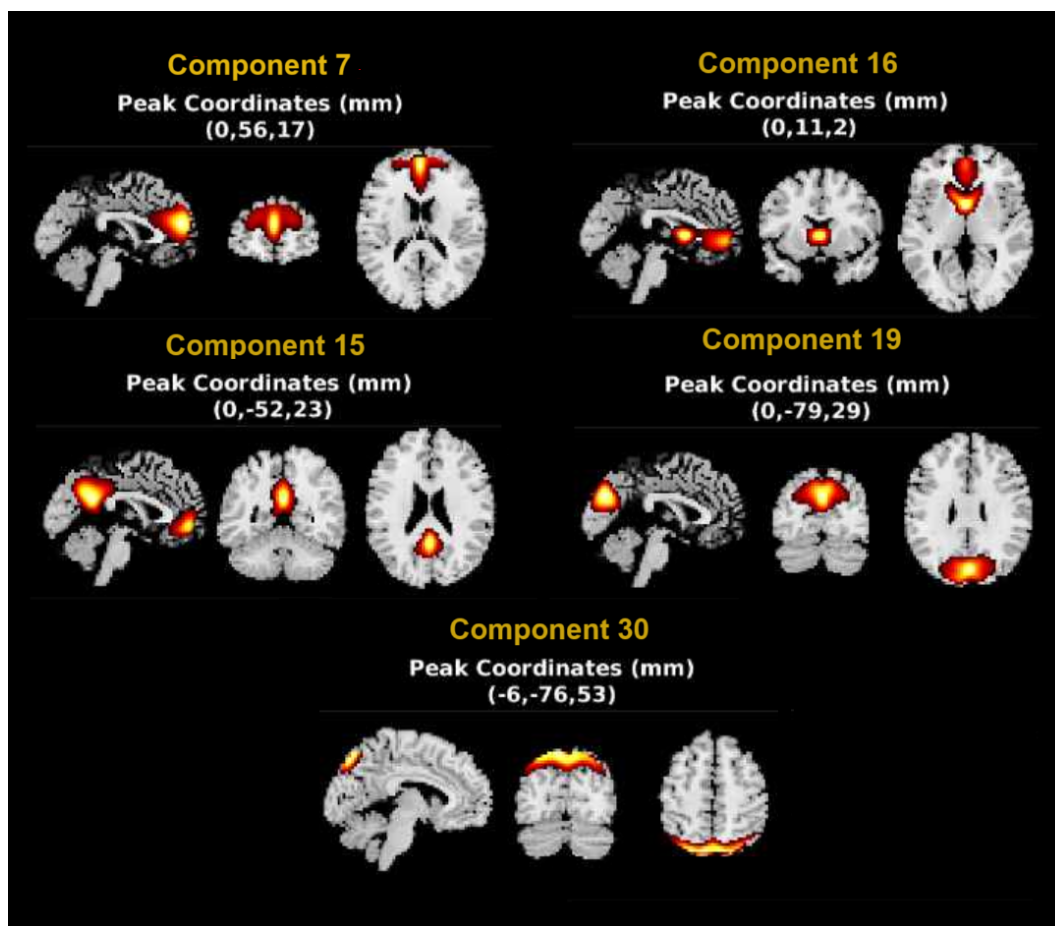 Component 7
Peak Coordinates (mm)
(0,56,17)
Component 16
Peak Coordinates (mm)
(0,11,2)
Component 15
Peak Coordinates (mm)
(0,-52,23)
Component 19
Peak Coordinates (mm)
(0,-79,29)
Component 30
Peak Coordinates (mm)
(-6,-76,53)